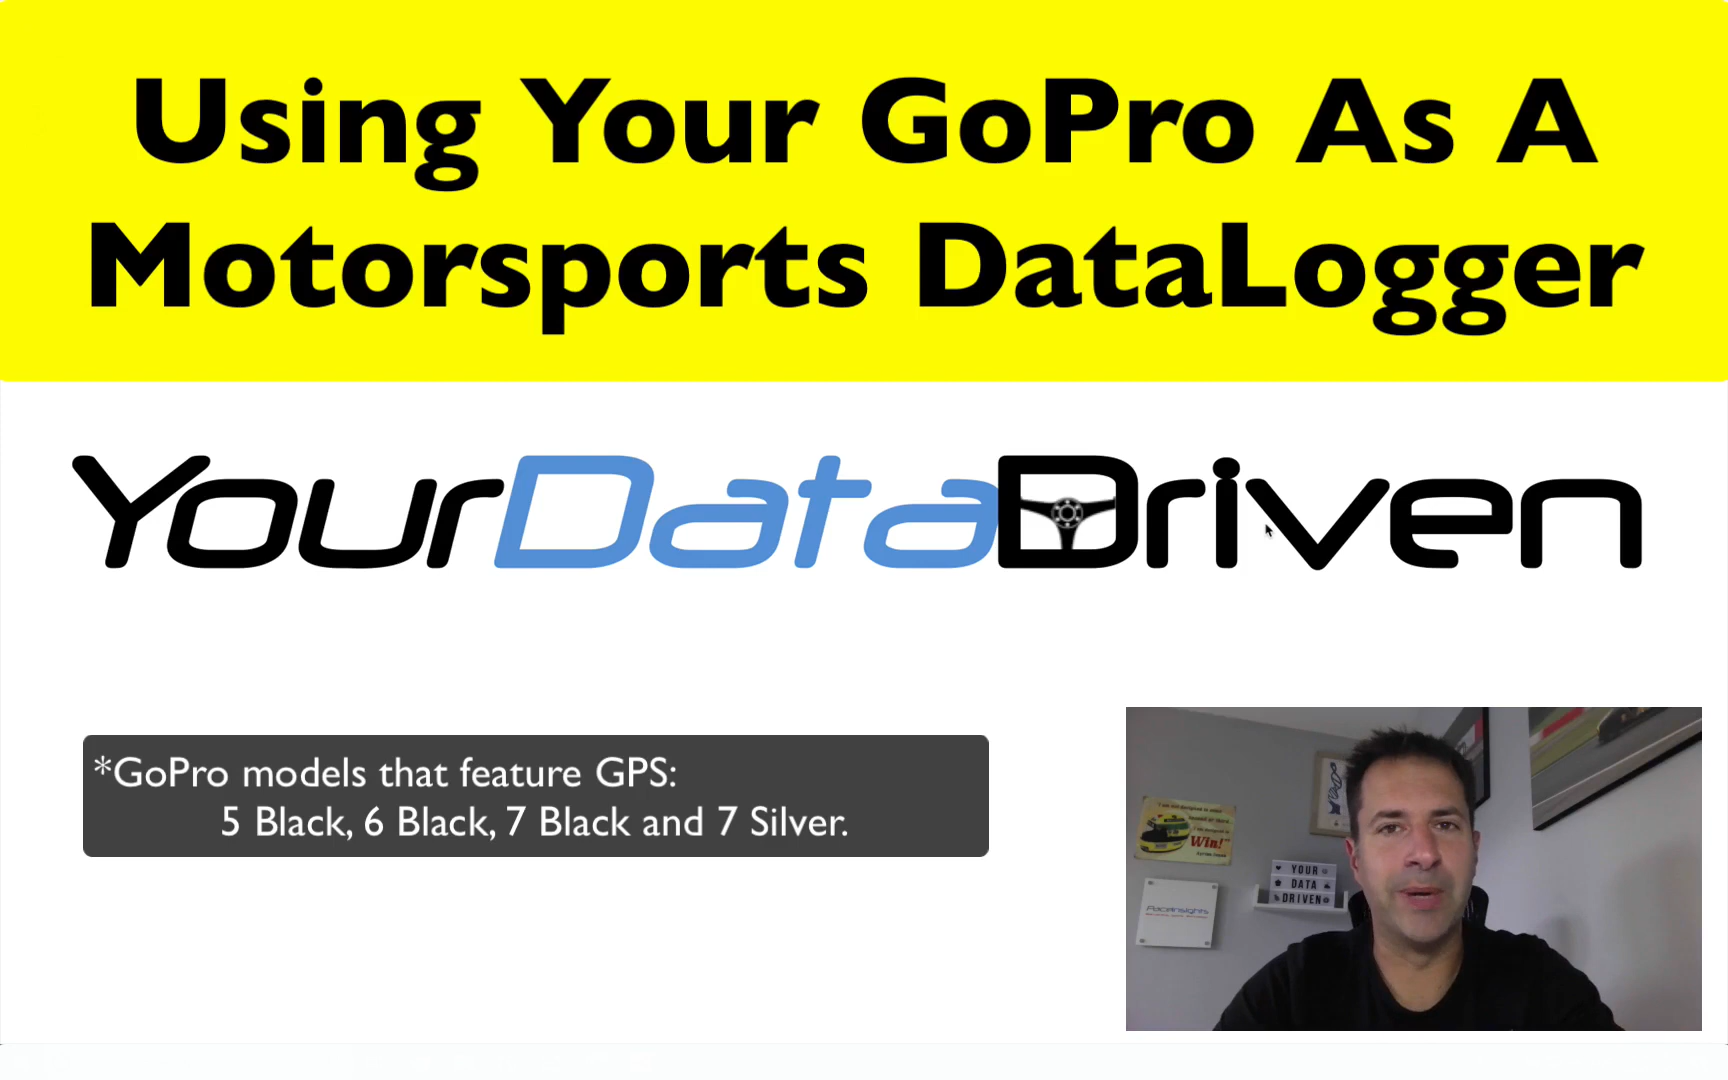 Using Your GoPro As A
Motorsports DataLogger
YourDataDriven
*GoPro models that feature GPS:
5 Black, 6 Black, 7 Black and 7 Silver.
Win!"
YOUR
DATA
DRIVEN
RaceInsights